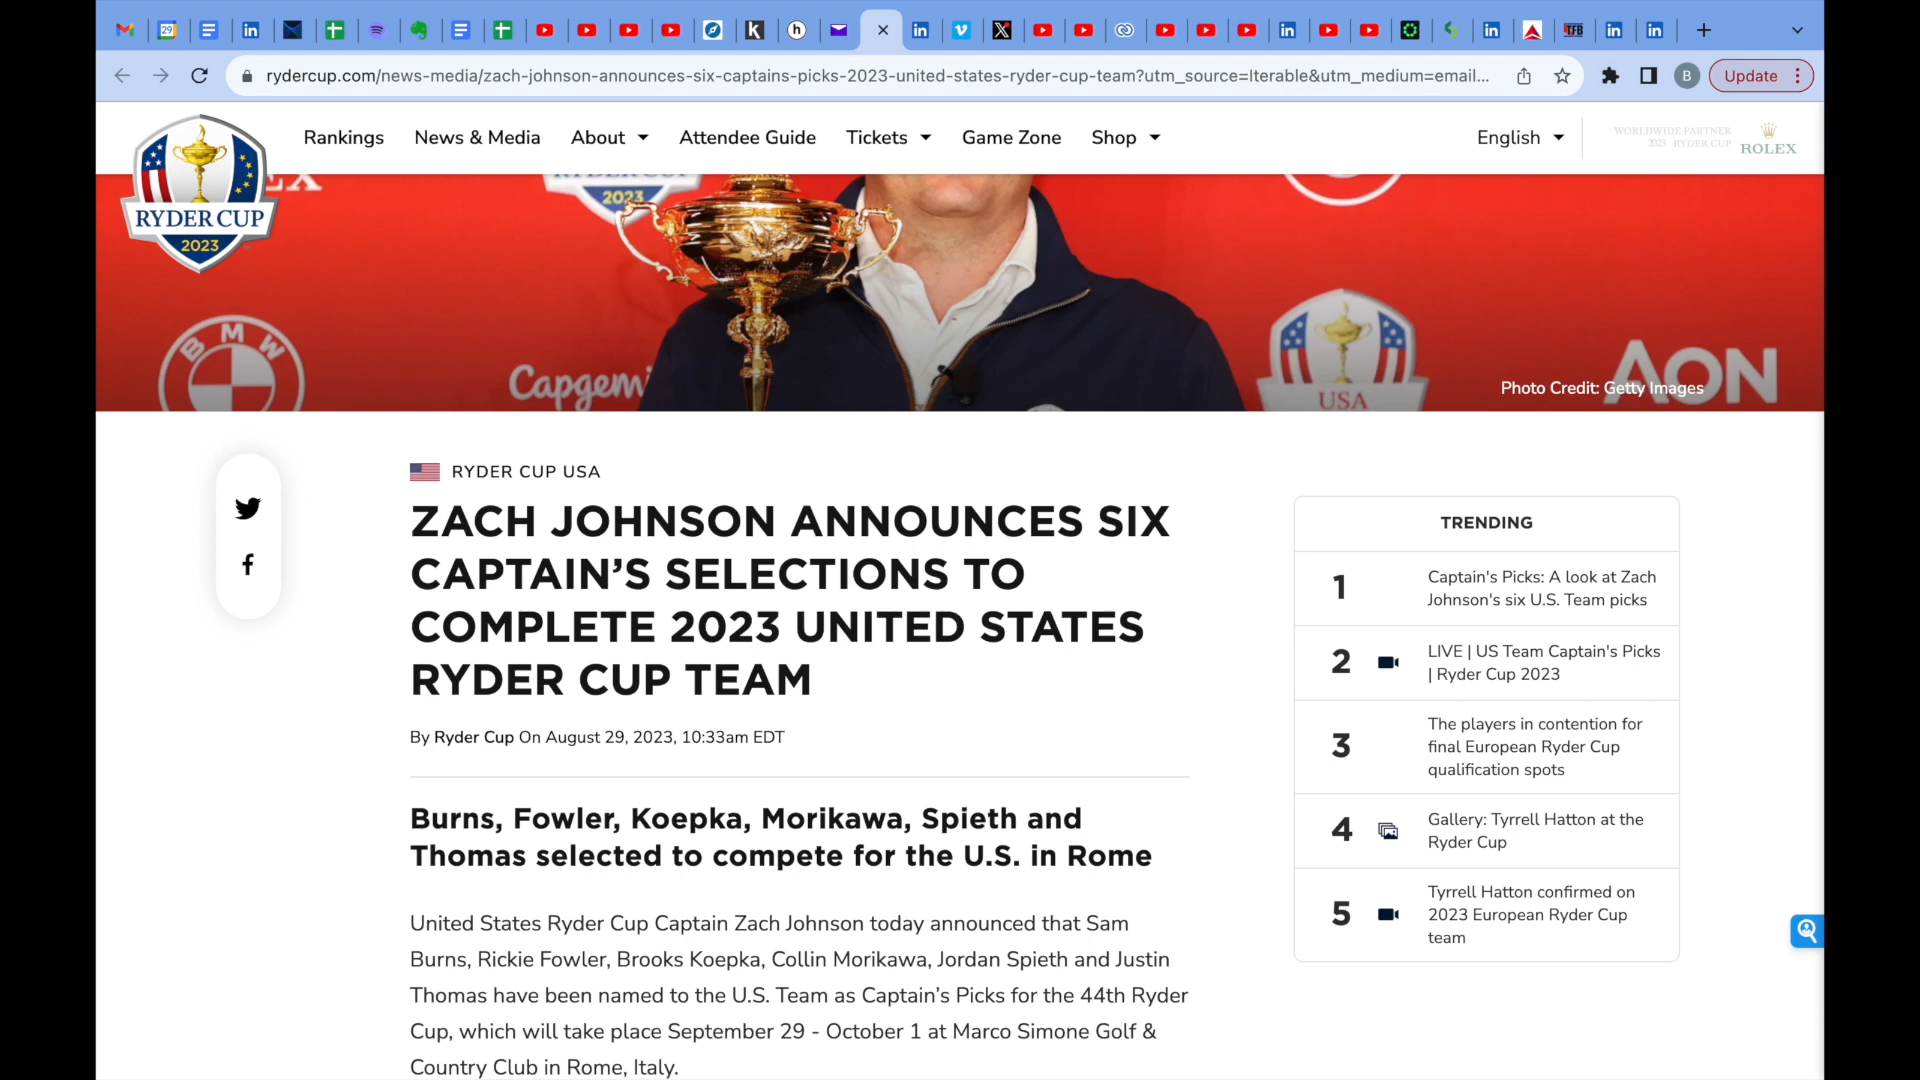 rydercup.com/news-media/zach-johnson-announces-six-captains-picks-2023-united-states-ryder-cup-team?utm_source=Iterable&utm_medium=email...
B
Update
RYDER CUP
2023
Rankings
News & Media
About
Attendee Guide
Tickets
Game Zone
Shop
English
WORLDWIDE PARTNER
2023 RYDER CUP
ROLEX
2023
BMW
Capgemi
USA
AON
Photo Credit: Getty Images
RYDER CUP USA
ZACH JOHNSON ANNOUNCES SIX
CAPTAIN’S SELECTIONS TO
COMPLETE 2023 UNITED STATES
RYDER CUP TEAM
By Ryder Cup On August 29, 2023, 10:33am EDT
Burns, Fowler, Koepka, Morikawa, Spieth and
Thomas selected to compete for the U.S. in Rome
United States Ryder Cup Captain Zach Johnson today announced that Sam
Burns, Rickie Fowler, Brooks Koepka, Collin Morikawa, Jordan Spieth and Justin
Thomas have been named to the U.S. Team as Captain’s Picks for the 44th Ryder
Cup, which will take place September 29 - October 1 at Marco Simone Golf &
Country Club in Rome, Italy.
TRENDING
1
Captain's Picks: A look at Zach
Johnson's six U.S. Team picks
2
LIVE | US Team Captain's Picks
| Ryder Cup 2023
3
The players in contention for
final European Ryder Cup
qualification spots
4
Gallery: Tyrrell Hatton at the
Ryder Cup
5
Tyrrell Hatton confirmed on
2023 European Ryder Cup
team